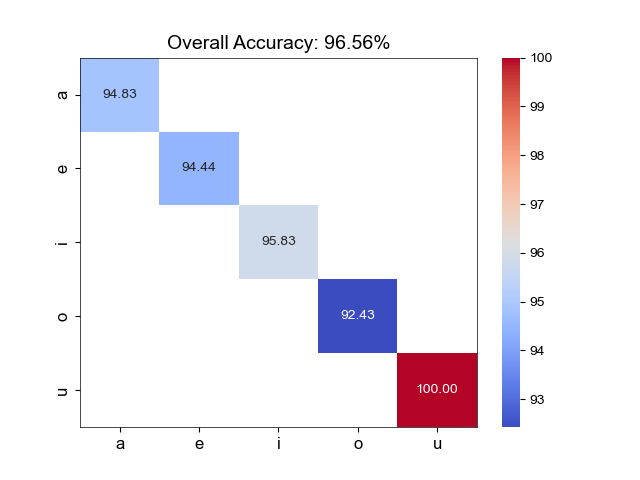 Overall Accuracy: 96.56%
a
94.83
e
94.44
i
95.83
o
92.43
u
100.00
a e i o u
100
99
98
97
96
95
94
93